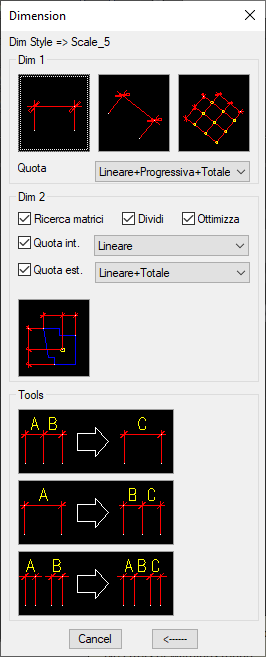 Dimension
Dim Style => Scale_5
Dim 1
Quota Lineare+Progressiva+Totale
Dim 2
Ricerca matrici Dividi Ottimizza
Quota int. Lineare
Quota est. Lineare+Totale
Tools
A B C
A B C
A B A B C
Cancel <------